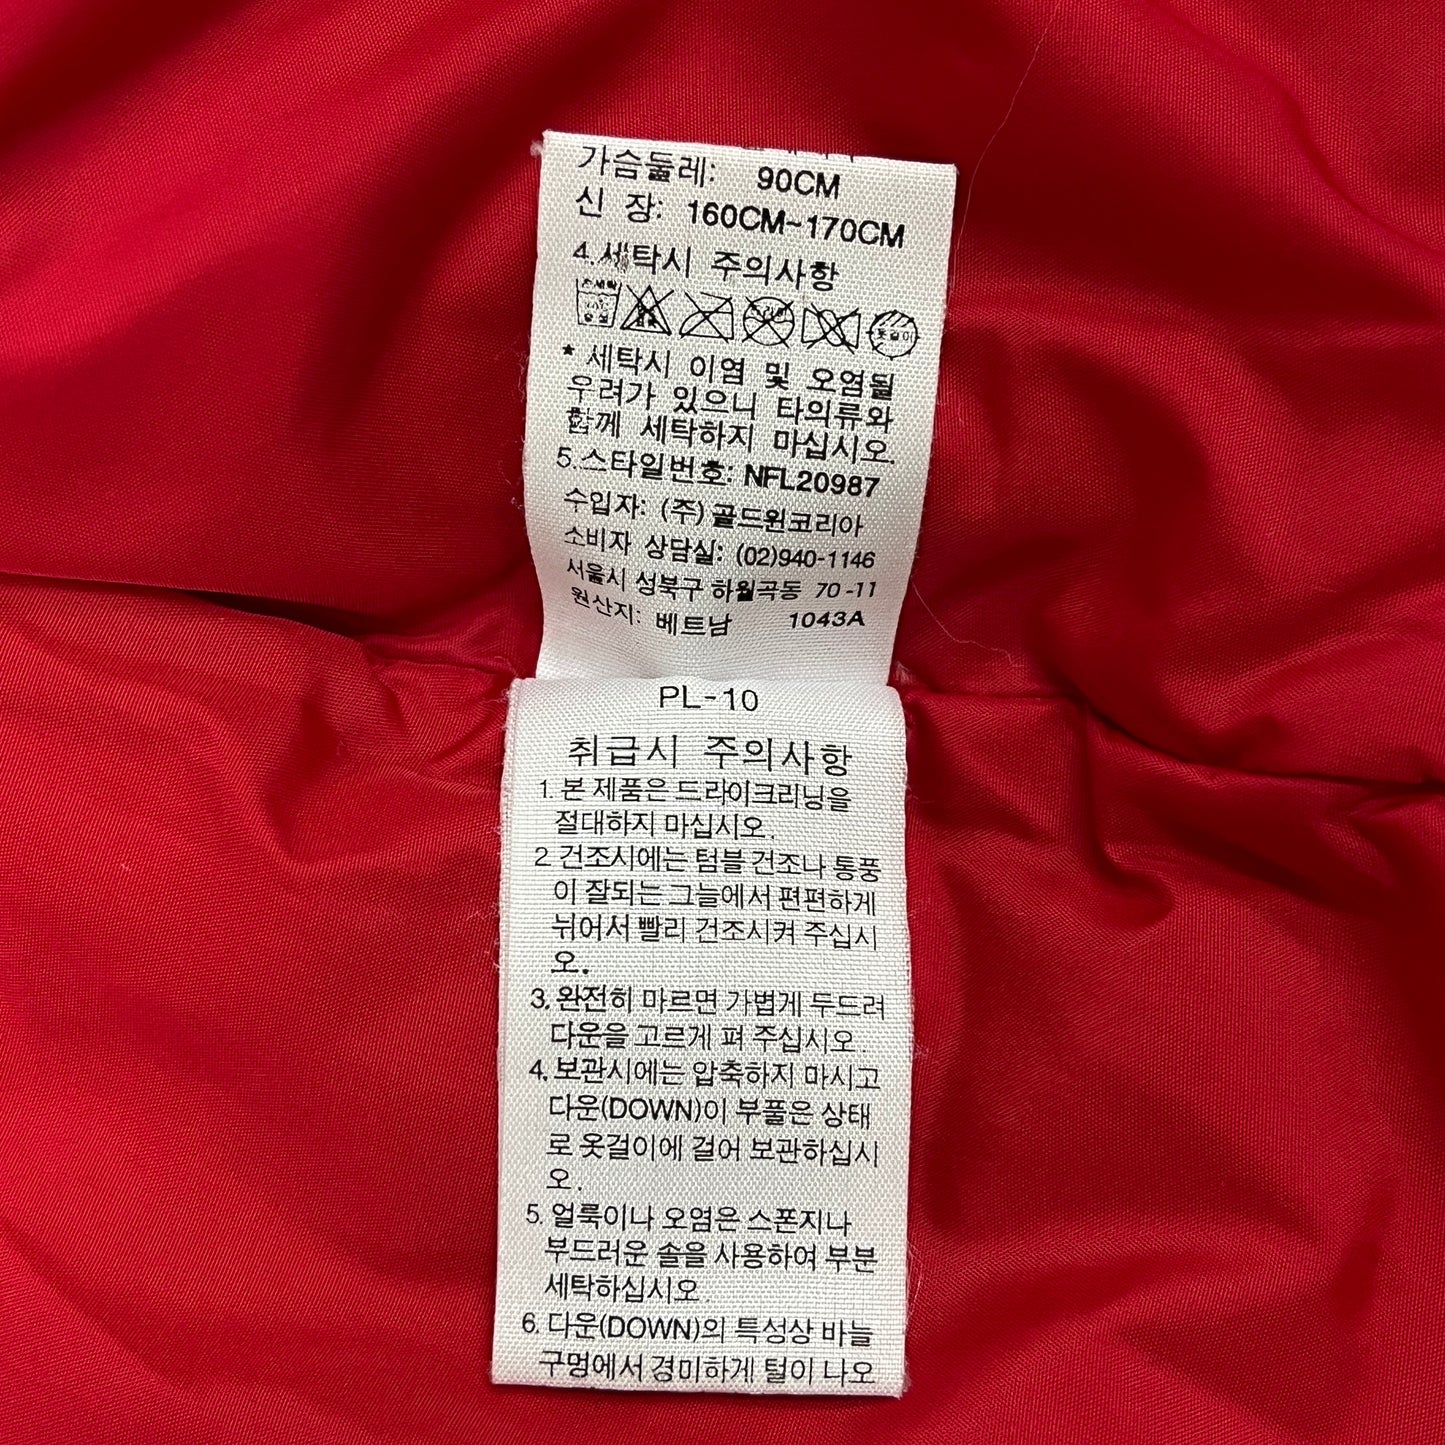 가슴둘레: 90CM
신 장: 160CM~170CM
4.세탁시 주의사항
옷걸이
* 세탁시 이염 및 오염될
우려가 있으니 타의류와
함께 세탁하지 마십시오.
5.스타일번호: NFL20987
수입자: (주)골드윈코리아
소비자 상담실: (02)940-1146
서울시 성북구 하월곡동 70-11
원산지: 베트남 1043A
PL-10
취급시 주의사항
1. 본 제품은 드라이크리닝을
절대하지 마십시오.
2. 건조시에는 텀블 건조나 통풍
이 잘되는 그늘에서 편편하게
뉘어서 빨리 건조시켜 주십시
오.
3. 완전히 마르면 가볍게 두드려
다운을 고르게 펴 주십시오.
4. 보관시에는 압축하지 마시고
다운(DOWN)이 부풀은 상태
로 옷걸이에 걸어 보관하십시
오.
5. 얼룩이나 오염은 스폰지나
부드러운 솔을 사용하여 부분
세탁하십시오.
6. 다운(DOWN)의 특성상 바늘
구멍에서 경미하게 털이 나오